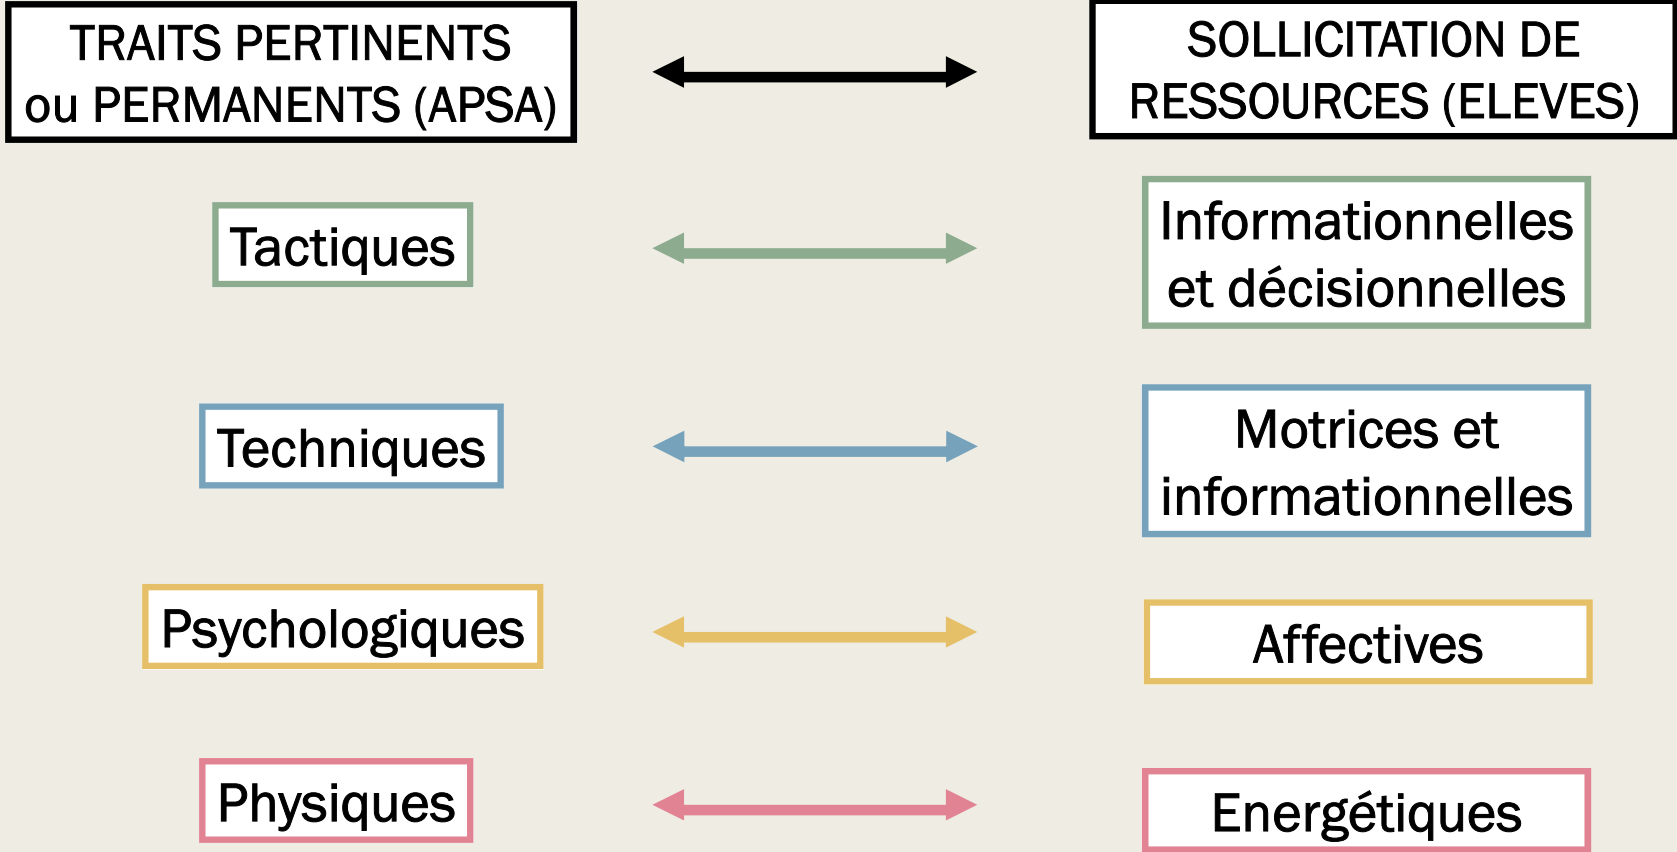 TRAITS PERTINENTS
ou PERMANENTS (APSA)
SOLLICITATION DE
RESSOURCES (ELEVES)
Tactiques
Informationnelles
et décisionnelles
Techniques
Motrices et
informationnelles
Psychologiques
Affectives
Physiques
Energétiques